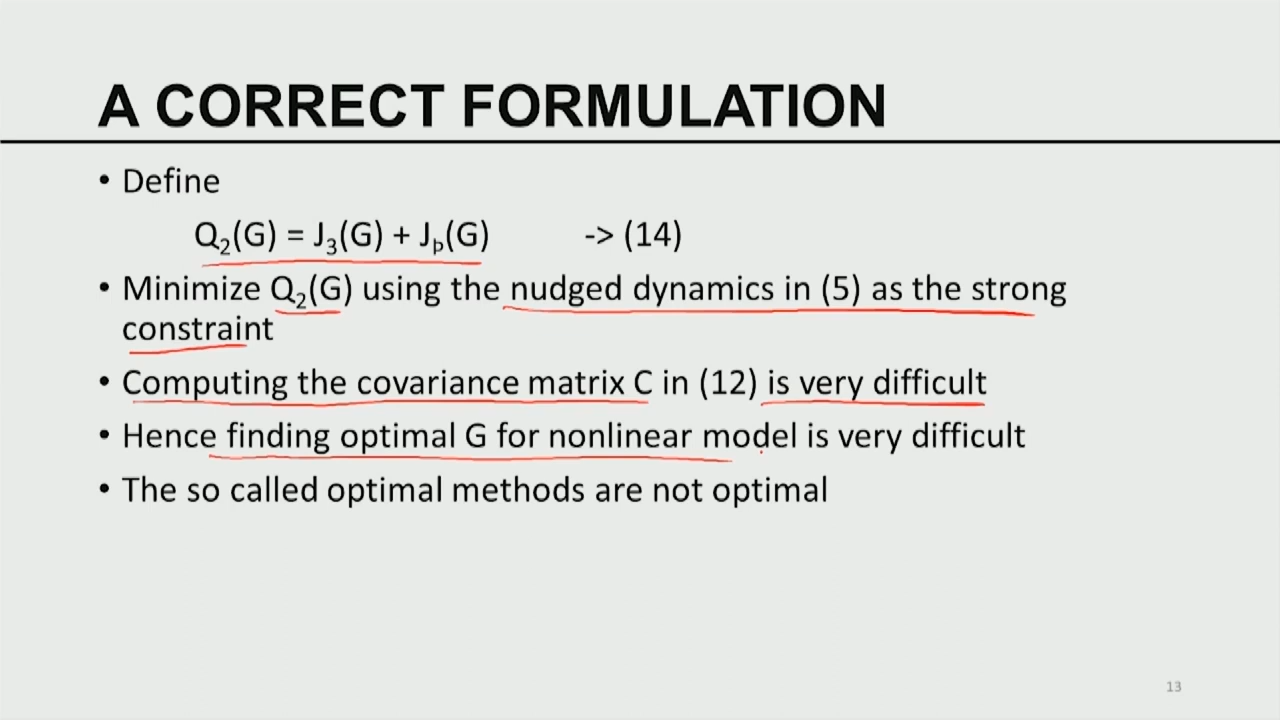 A CORRECT FORMULATION
• Define
Q₂(G) = J₃(G) + Jₚ(G) -> (14)
• Minimize Q₂(G) using the nudged dynamics in (5) as the strong
constraint
• Computing the covariance matrix C in (12) is very difficult
• Hence finding optimal G for nonlinear model is very difficult
• The so called optimal methods are not optimal
13